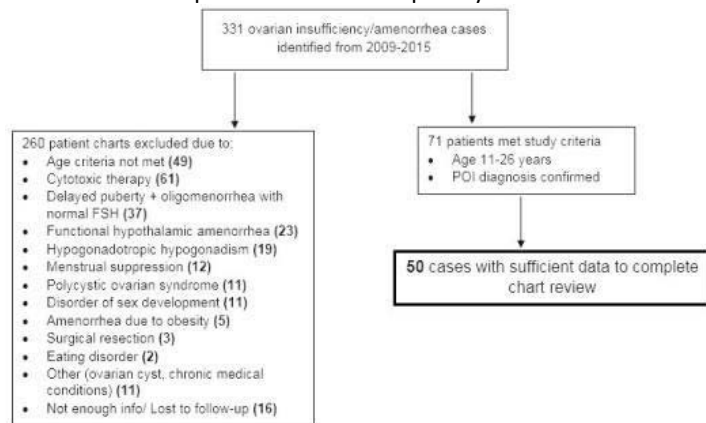 331 ovarian insufficiency/amenorrhea cases
identified from 2009-2015
260 patient charts excluded due to:
• Age criteria not met (49)
• Cytotoxic therapy (61)
• Delayed puberty + oligomenorrhea with
normal FSH (37)
• Functional hypothalamic amenorrhea (23)
• Hypogonadotropic hypogonadism (19)
• Menstrual suppression (12)
• Polycystic ovarian syndrome (11)
• Disorder of sex development (11)
• Amenorrhea due to obesity (5)
• Surgical resection (3)
• Eating disorder (2)
• Other (ovarian cyst, chronic medical
conditions) (11)
• Not enough info/ Lost to follow-up (16)
71 patients met study criteria
• Age 11-26 years
• POI diagnosis confirmed
50 cases with sufficient data to complete
chart review